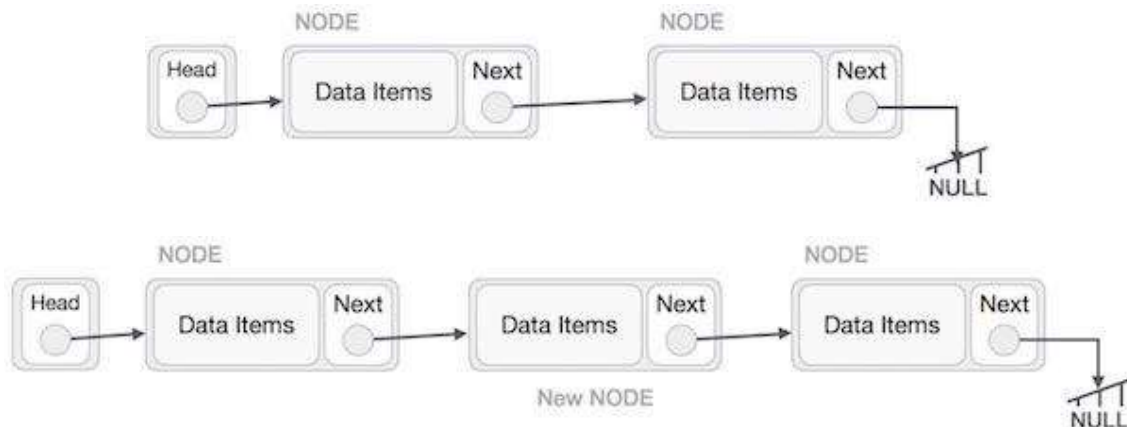 NODE NODE
Head Data Items Next Data Items Next
NULL
NODE NODE
Head Data Items Next Data Items Next Data Items Next
New NODE
NULL